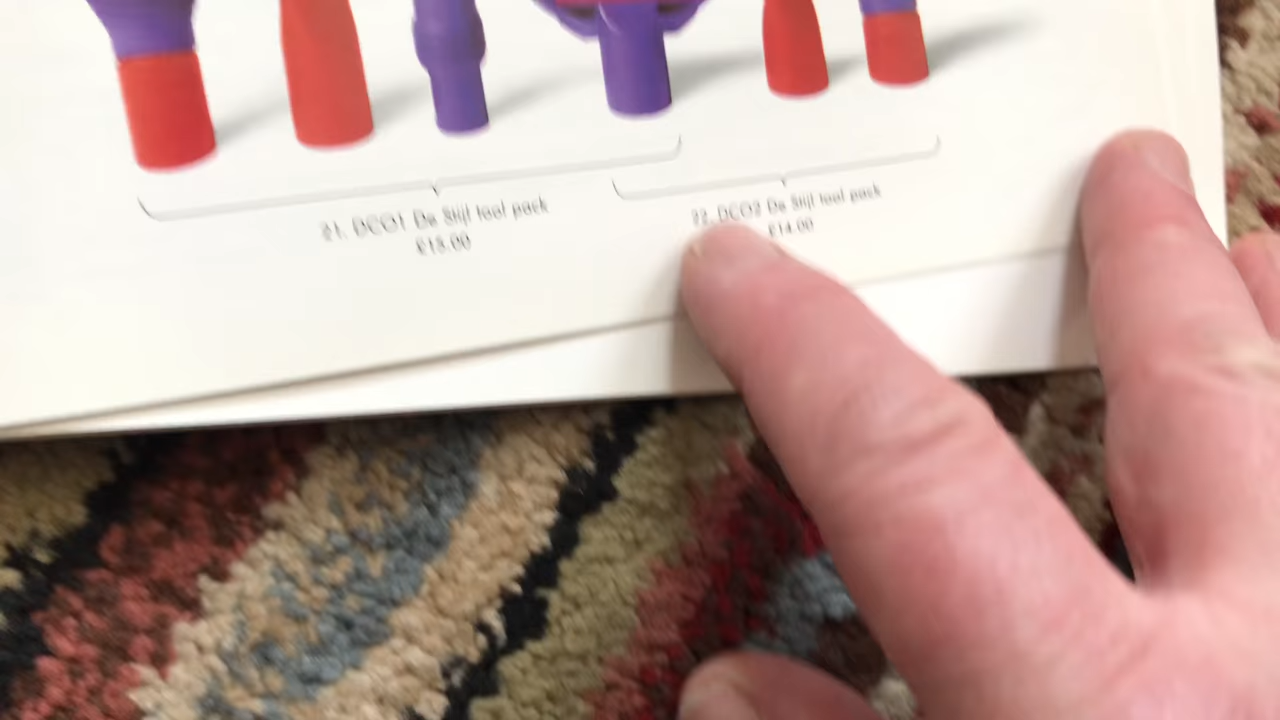 21. DCO1 De Stijl tool pack
£15.00
22. DCO2 De Stijl tool pack
£14.00